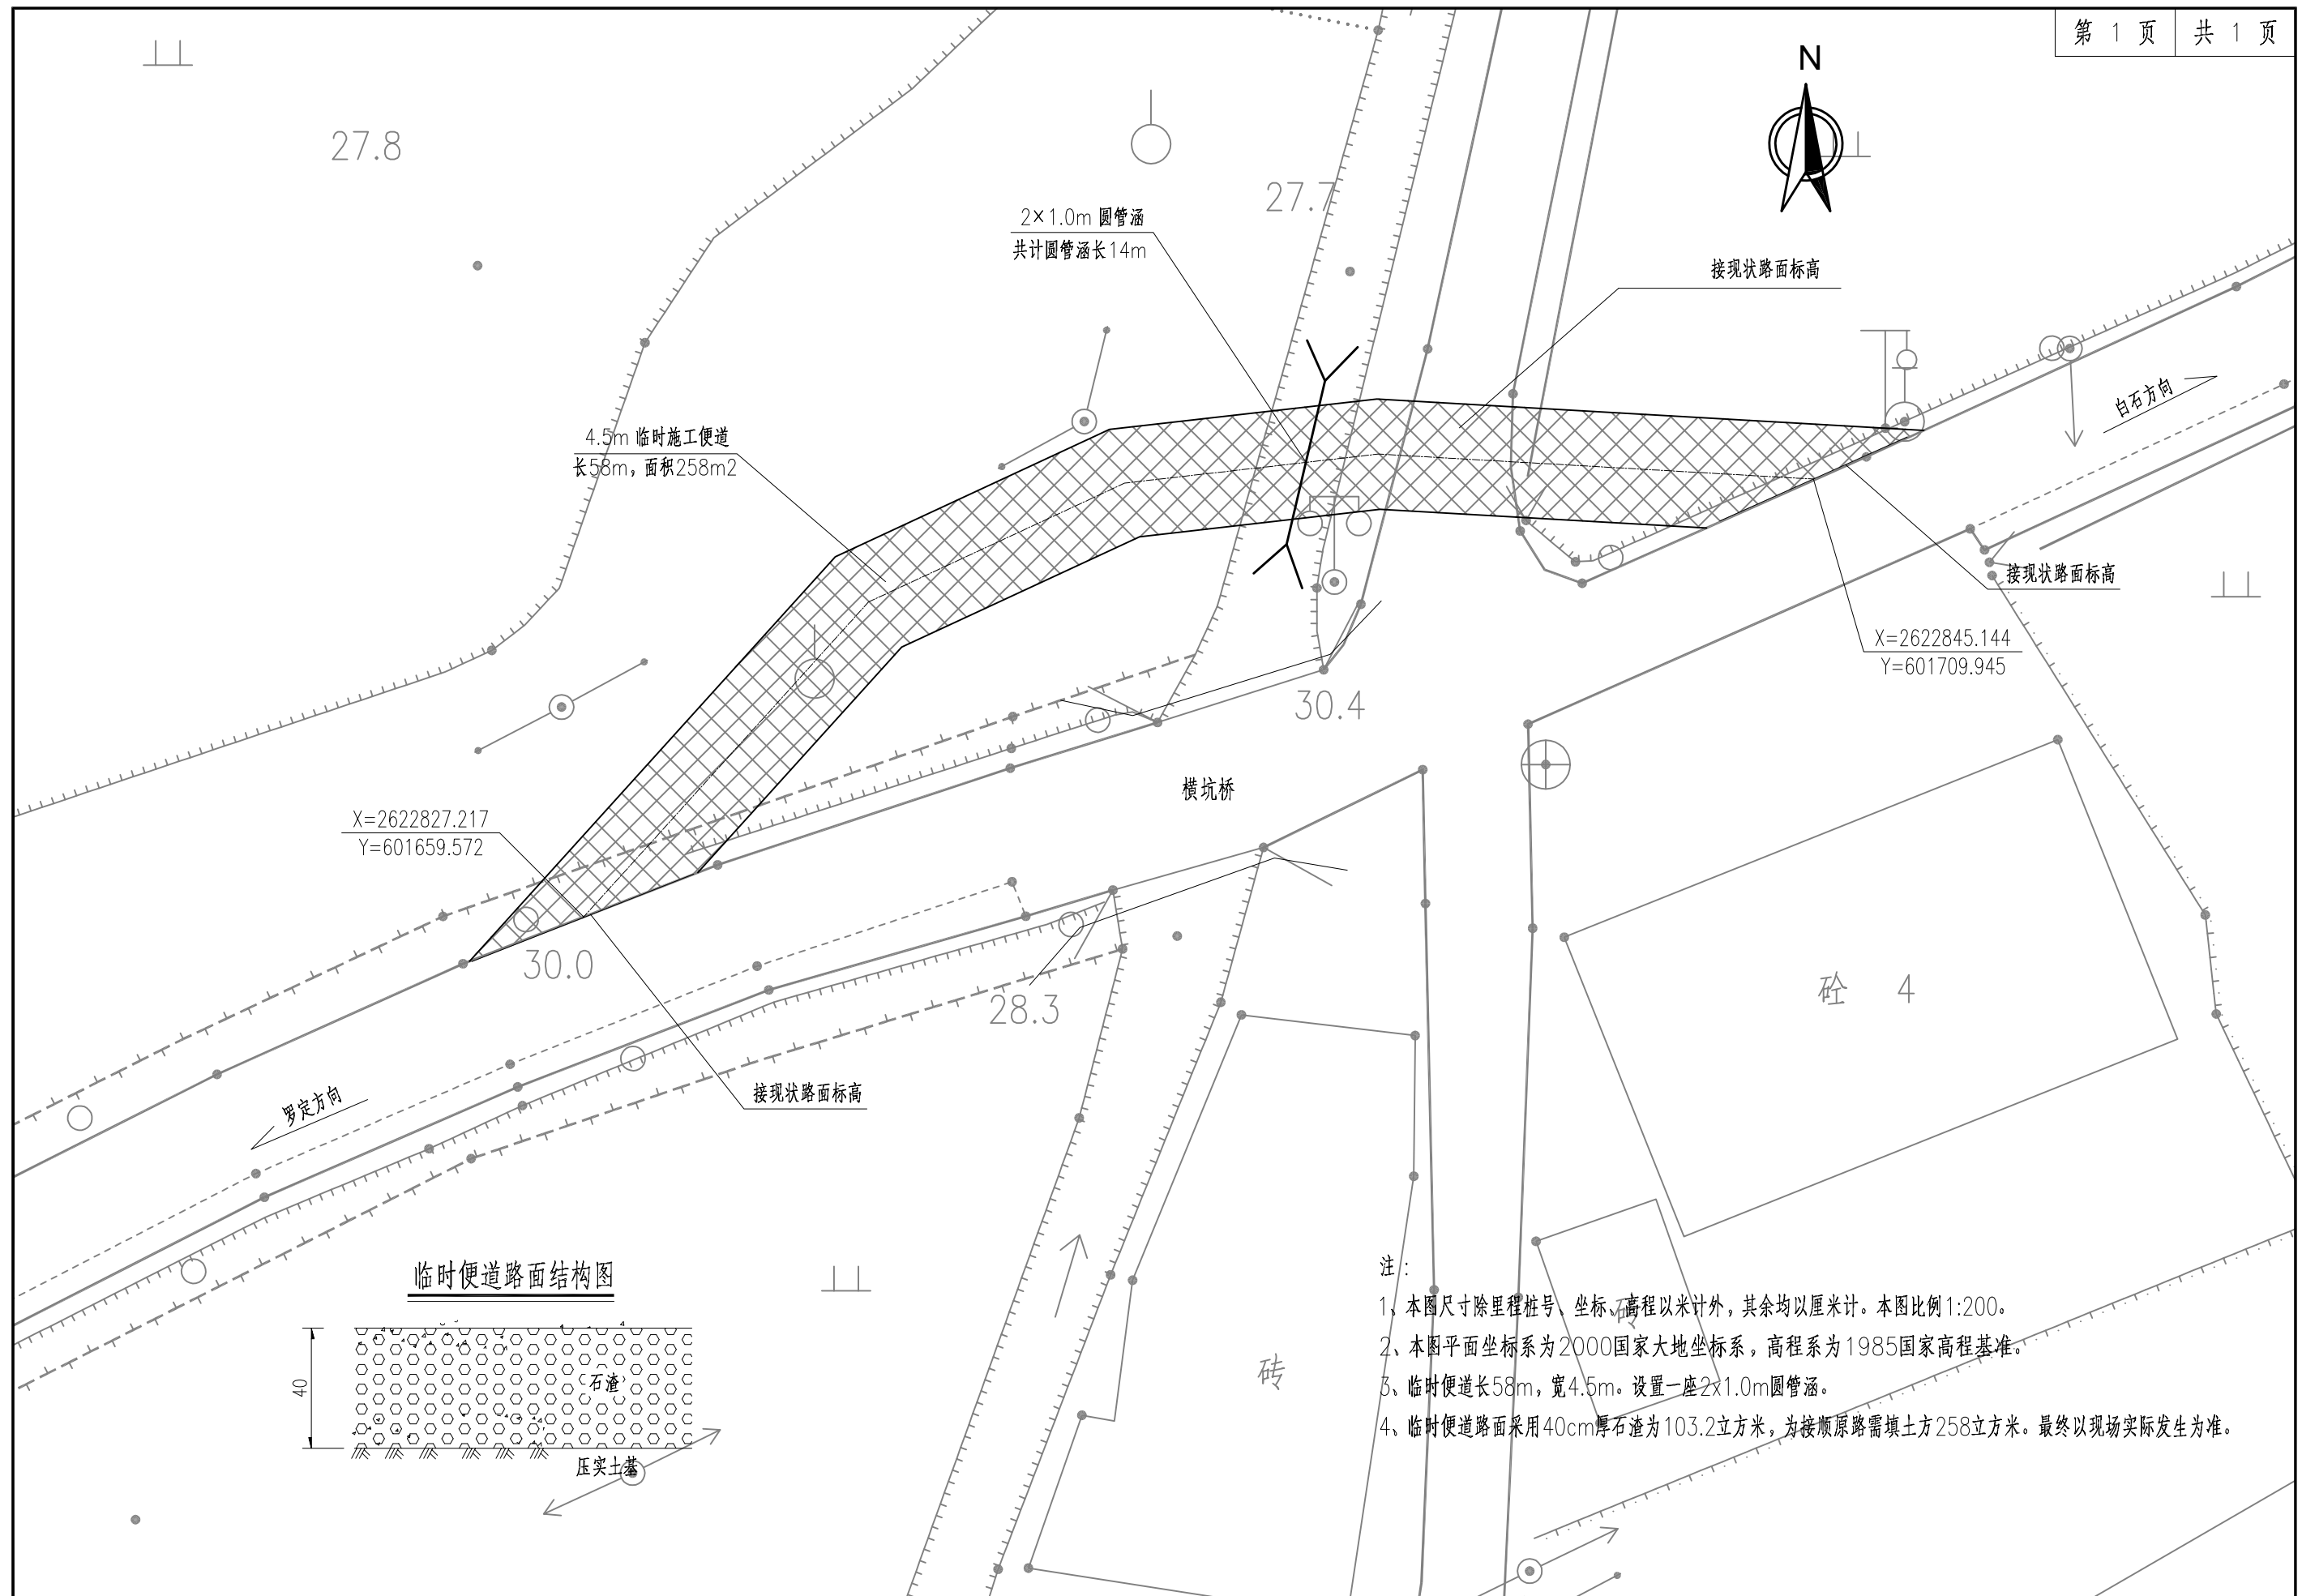 第 1 页 共 1 页
N
27.8
27.7
2×1.0m 圆管涵
共计圆管涵长14m
接现状路面标高
白石方向
4.5m 临时施工便道
长58m，面积258m2
接现状路面标高
X=2622845.144
Y=601709.945
30.4
横坑桥
X=2622827.217
Y=601659.572
30.0
28.3
砼 4
接现状路面标高
罗定方向
临时便道路面结构图
40
石渣
压实土基
砖
砖
注：
1、本图尺寸除里程桩号、坐标、高程以米计外，其余均以厘米计。本图比例1:200。
2、本图平面坐标系为2000国家大地坐标系，高程系为1985国家高程基准。
3、临时便道长58m，宽4.5m。设置一座2x1.0m圆管涵。
4、临时便道路面采用40cm厚石渣为103.2立方米，为接顺原路需填土方258立方米。最终以现场实际发生为准。